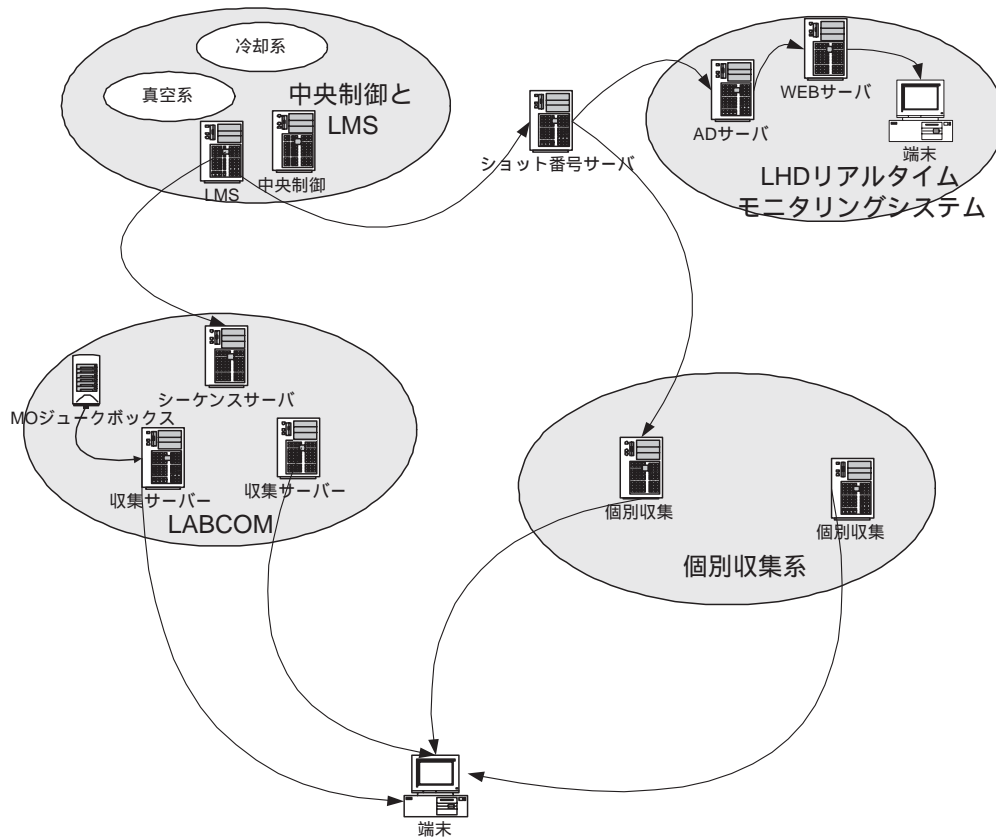 冷却系
真空系
中央制御と
LMS
LMS
中央制御
ショット番号サーバ
ADサーバ
WEBサーバ
端末
LHDリアルタイム
モニタリングシステム
シーケンスサーバ
MOジュークボックス
収集サーバー
収集サーバー
LABCOM
個別収集
個別収集
個別収集系
端末